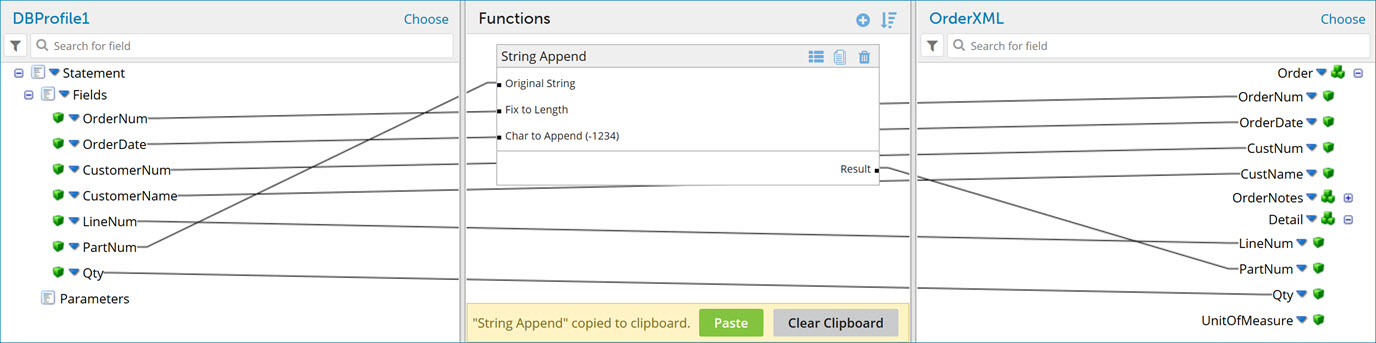 DBProfile1 Choose
Search for field
Statement
Fields
OrderNum
OrderDate
CustomerNum
CustomerName
LineNum
PartNum
Qty
Parameters
Functions
String Append
Original String
Fix to Length
Char to Append (-1234)
Result
"String Append" copied to clipboard. Paste Clear Clipboard
OrderXML Choose
Search for field
Order
OrderNum
OrderDate
CustNum
CustName
OrderNotes
Detail
LineNum
PartNum
Qty
UnitOfMeasure